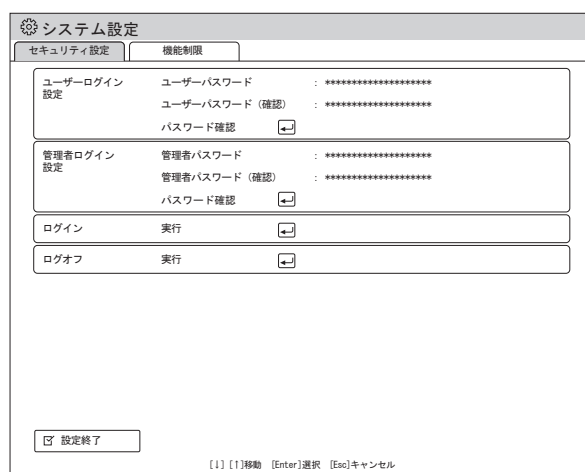 システム設定
セキュリティ設定
機能制限
ユーザーログイン
設定
ユーザーパスワード : ********************
ユーザーパスワード（確認） : ********************
パスワード確認
管理者ログイン
設定
管理者パスワード : ********************
管理者パスワード（確認） : ********************
パスワード確認
ログイン 実行
ログオフ 実行
設定終了
[↓] [↑]移動 [Enter]選択 [Esc]キャンセル